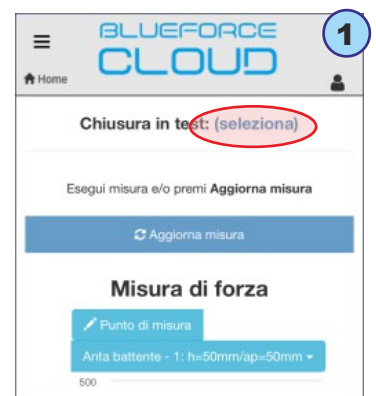 BLUEFORCE
CLOUD
1
Home
Chiusura in test: (seleziona)
Esegui misura e/o premi Aggiorna misura
Aggiorna misura
Misura di forza
Punto di misura
Anta battente - 1: h=50mm/ap=50mm
500